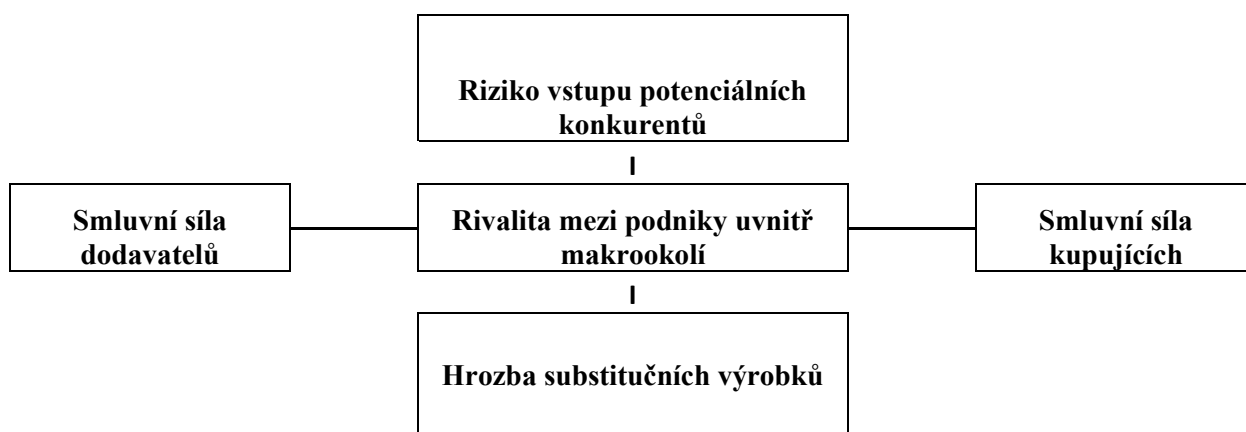 Riziko vstupu potenciálních
konkurentů
Smluvní síla
dodavatelů
Rivalita mezi podniky uvnitř
makrookolí
Smluvní síla
kupujících
Hrozba substitučních výrobků